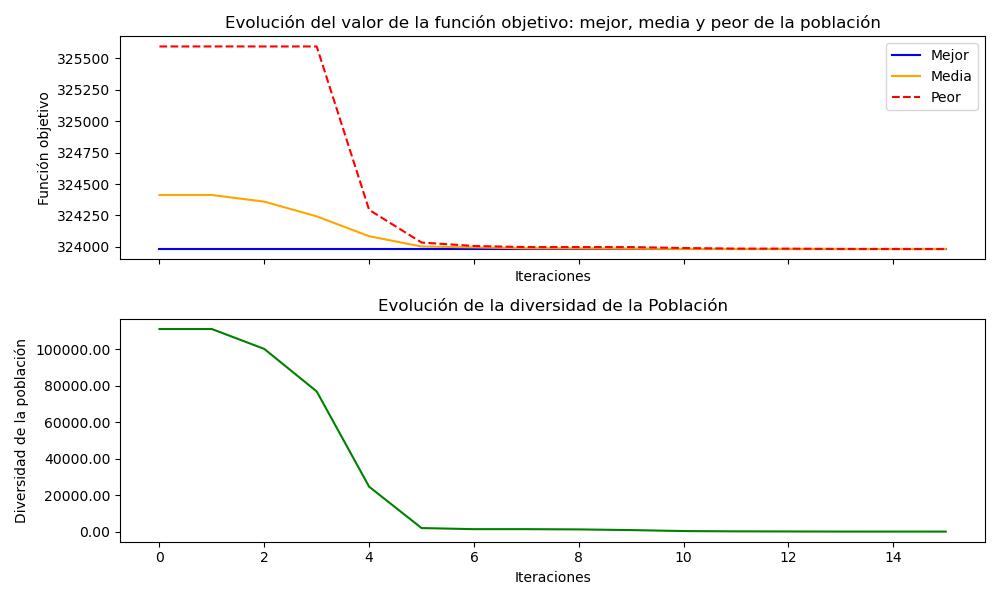 Evolución del valor de la función objetivo: mejor, media y peor de la población
Función objetivo
325500
325250
325000
324750
324500
324250
324000
Mejor
Media
Peor
Iteraciones
Evolución de la diversidad de la Población
Diversidad de la población
100000.00
80000.00
60000.00
40000.00
20000.00
0.00
0 2 4 6 8 10 12 14
Iteraciones